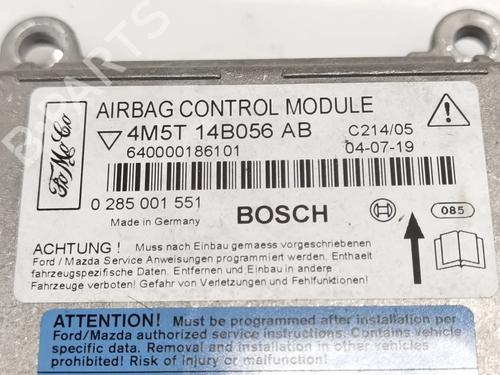 AIRBAG CONTROL MODULE
4M5T 14B056 AB
C214/05
640000186101
04-07-19
FoMoCo
0 285 001 551
Made in Germany
BOSCH
085
ACHTUNG ! Muss nach Einbau gemaess vorgeschriebenen
Ford / Mazda Service Anweisungen programmiert werden. Enthaelt
fahrzeugspezifische Daten. Entfernen und Einbau in andere
Fahrzeuge verboten! Gefahr von Verletzungen und Fehlfunktionen!
ATTENTION! Must be programmed after installation per
Ford/Mazda authorized service instructions. Contains vehicle
specific data. Removal and installation in other vehicles
prohibited! Risk of injury or malfunction!